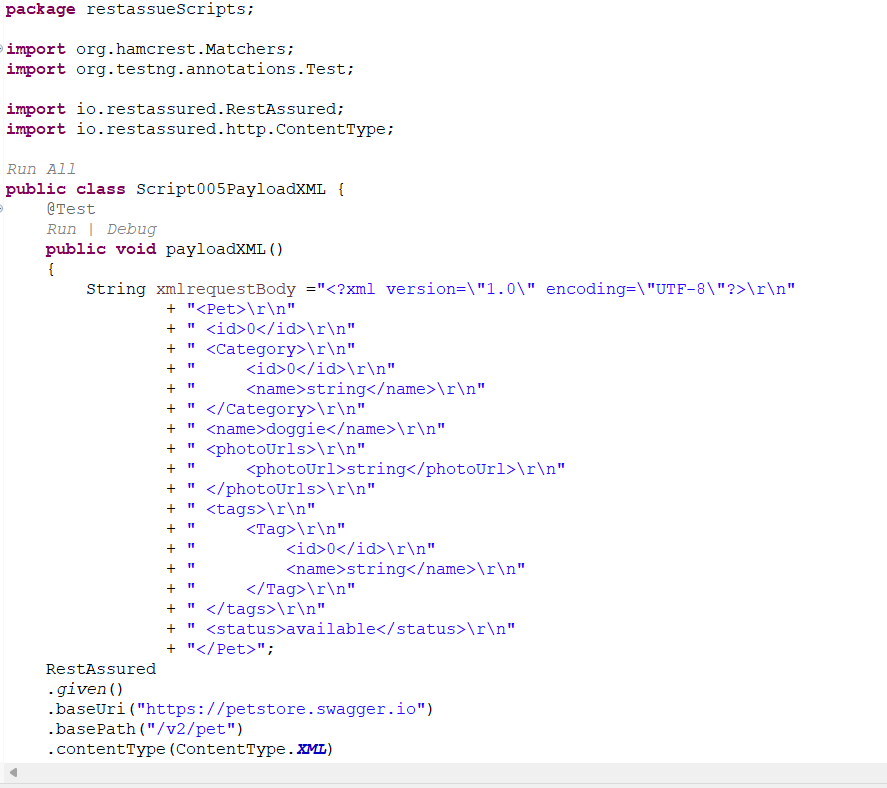 package restassueScripts;
import org.hamcrest.Matchers;
import org.testng.annotations.Test;
import io.restassured.RestAssured;
import io.restassured.http.ContentType;
Run All
public class Script005PayloadXML {
@Test
Run | Debug
public void payloadXML()
{
String xmlrequestBody ="<?xml version=\"1.0\" encoding=\"UTF-8\"?>\r\n"
+ "<Pet>\r\n"
+ " <id>0</id>\r\n"
+ " <Category>\r\n"
+ "     <id>0</id>\r\n"
+ "     <name>string</name>\r\n"
+ " </Category>\r\n"
+ " <name>doggie</name>\r\n"
+ " <photoUrls>\r\n"
+ "     <photoUrl>string</photoUrl>\r\n"
+ " </photoUrls>\r\n"
+ " <tags>\r\n"
+ "     <Tag>\r\n"
+ "         <id>0</id>\r\n"
+ "         <name>string</name>\r\n"
+ "     </Tag>\r\n"
+ " </tags>\r\n"
+ " <status>available</status>\r\n"
+ "</Pet>";
RestAssured
.given()
.baseUri("https://petstore.swagger.io")
.basePath("/v2/pet")
.contentType(ContentType.XML)